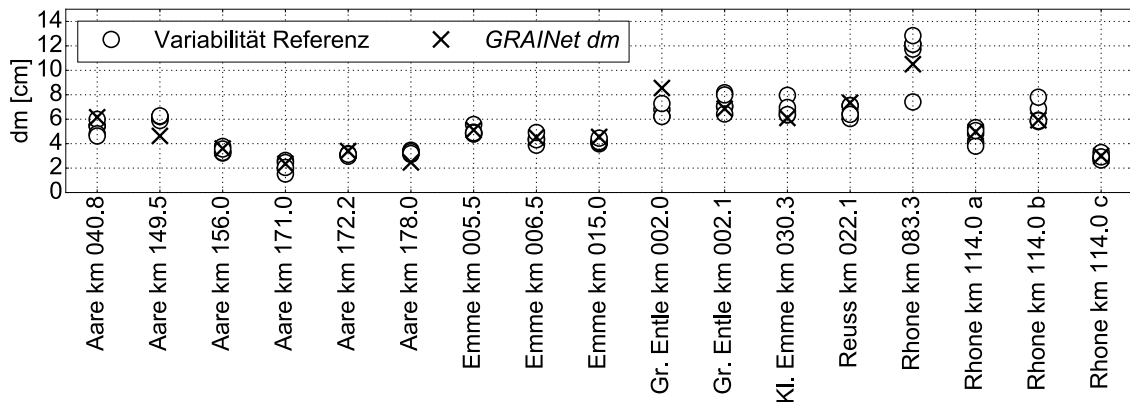 14
12
10
8
6
4
2
0
dm [cm]
Variabilität Referenz
GRAINet dm
Aare km 040.8
Aare km 149.5
Aare km 156.0
Aare km 171.0
Aare km 172.2
Aare km 178.0
Emme km 005.5
Emme km 006.5
Emme km 015.0
Gr. Entle km 002.0
Gr. Entle km 002.1
Kl. Emme km 030.3
Reuss km 022.1
Rhone km 083.3
Rhone km 114.0 a
Rhone km 114.0 b
Rhone km 114.0 c